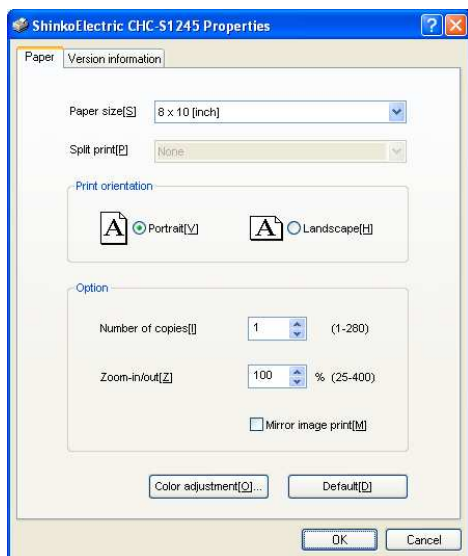 ShinkoElectric CHC-S1245 Properties
Paper Version information
Paper size[S] 8 x 10 [inch]
Split print[P] None
Print orientation
A Portrait[V] A Landscape[H]
Option
Number of copies[I] 1 (1-280)
Zoom-in/out[Z] 100 % (25-400)
Mirror image print[M]
Color adjustment[O]... Default[D]
OK Cancel